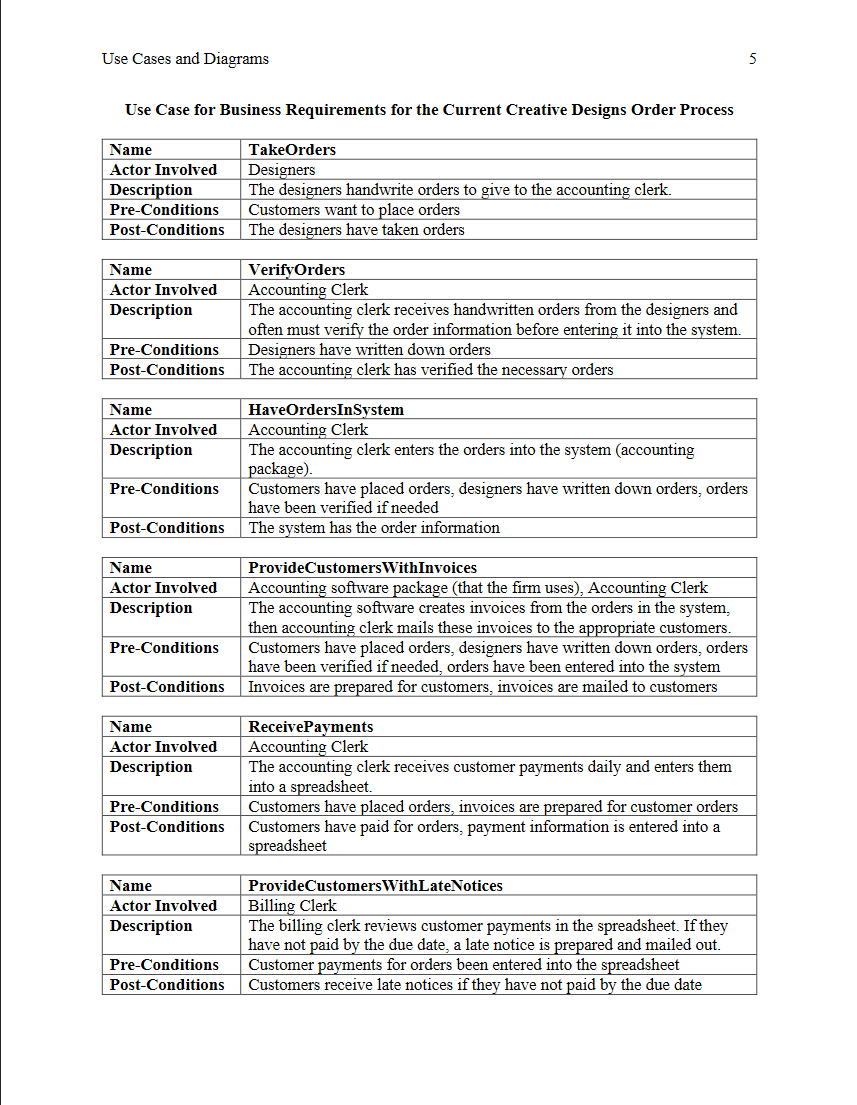 Use Cases and Diagrams 5
Use Case for Business Requirements for the Current Creative Designs Order Process
Name TakeOrders
Actor Involved Designers
Description The designers handwrite orders to give to the accounting clerk.
Pre-Conditions Customers want to place orders
Post-Conditions The designers have taken orders
Name VerifyOrders
Actor Involved Accounting Clerk
Description The accounting clerk receives handwritten orders from the designers and
often must verify the order information before entering it into the system.
Pre-Conditions Designers have written down orders
Post-Conditions The accounting clerk has verified the necessary orders
Name HaveOrdersInSystem
Actor Involved Accounting Clerk
Description The accounting clerk enters the orders into the system (accounting
package).
Pre-Conditions Customers have placed orders, designers have written down orders, orders
have been verified if needed
Post-Conditions The system has the order information
Name ProvideCustomersWithInvoices
Actor Involved Accounting software package (that the firm uses), Accounting Clerk
Description The accounting software creates invoices from the orders in the system,
then accounting clerk mails these invoices to the appropriate customers.
Pre-Conditions Customers have placed orders, designers have written down orders, orders
have been verified if needed, orders have been entered into the system
Post-Conditions Invoices are prepared for customers, invoices are mailed to customers
Name ReceivePayments
Actor Involved Accounting Clerk
Description The accounting clerk receives customer payments daily and enters them
into a spreadsheet.
Pre-Conditions Customers have placed orders, invoices are prepared for customer orders
Post-Conditions Customers have paid for orders, payment information is entered into a
spreadsheet
Name ProvideCustomersWithLateNotices
Actor Involved Billing Clerk
Description The billing clerk reviews customer payments in the spreadsheet. If they
have not paid by the due date, a late notice is prepared and mailed out.
Pre-Conditions Customer payments for orders been entered into the spreadsheet
Post-Conditions Customers receive late notices if they have not paid by the due date